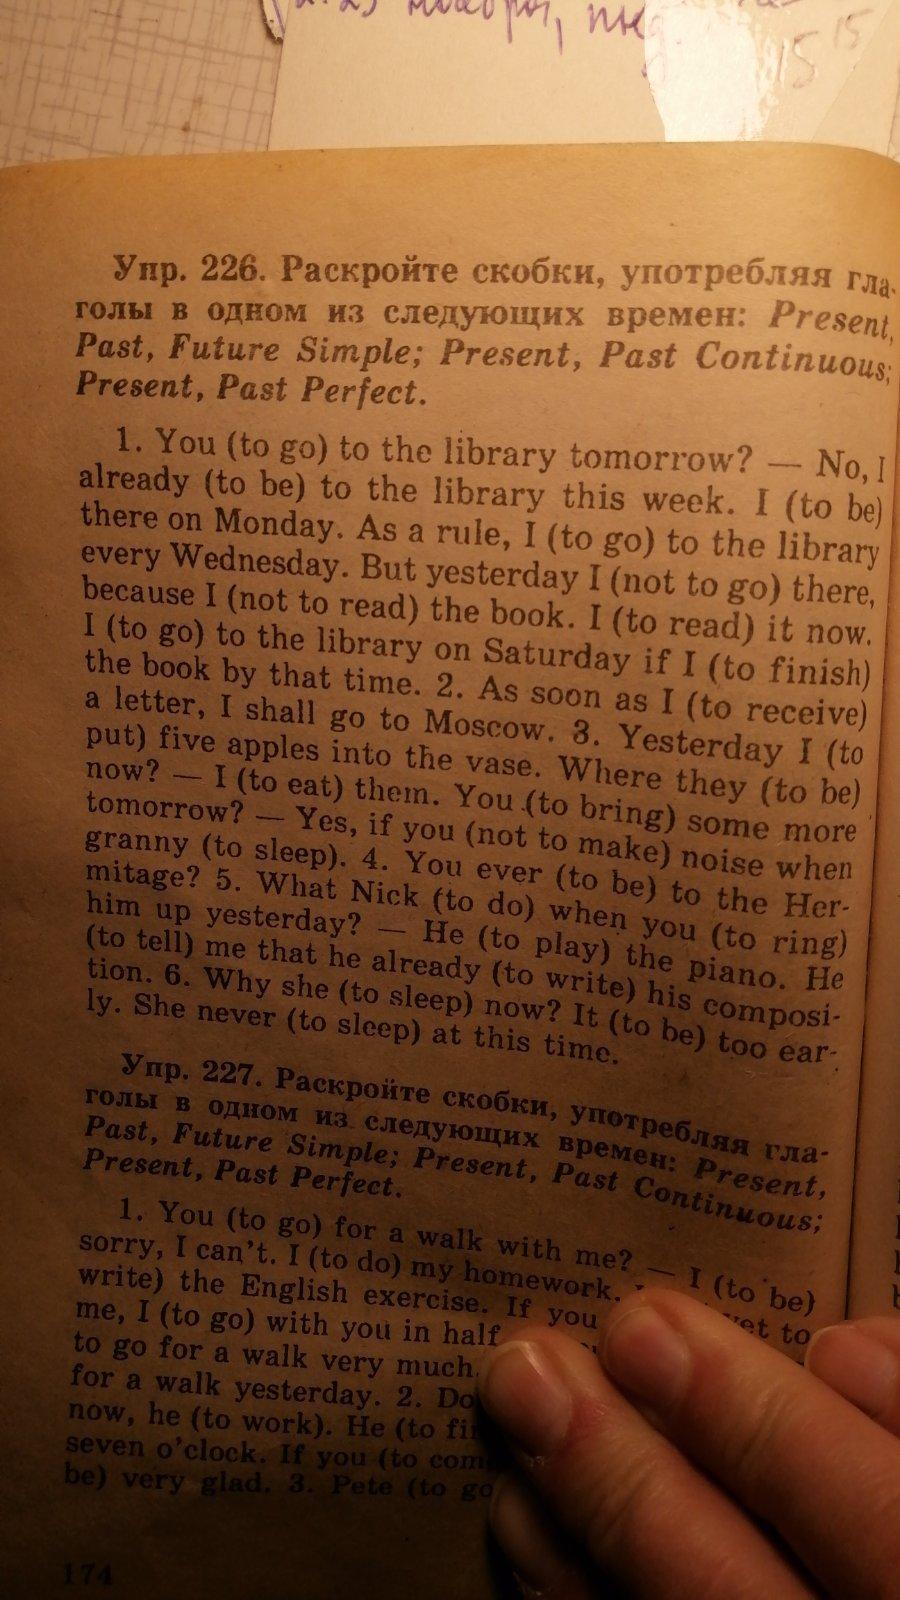 15 15
Упр. 226. Раскройте скобки, употребляя гла-
голы в одном из следующих времен: Present,
Past, Future Simple; Present, Past Continuous;
Present, Past Perfect.
1. You (to go) to the library tomorrow? — No, I
already (to be) to the library this week. I (to be)
there on Monday. As a rule, I (to go) to the library
every Wednesday. But yesterday I (not to go) there,
because I (not to read) the book. I (to read) it now.
I (to go) to the library on Saturday if I (to finish)
the book by that time. 2. As soon as I (to receive)
a letter, I shall go to Moscow. 3. Yesterday I (to
put) five apples into the vase. Where they (to be)
now? — I (to eat) them. You (to bring) some more
tomorrow? — Yes, if you (not to make) noise when
granny (to sleep). 4. You ever (to be) to the Her-
mitage? 5. What Nick (to do) when you (to ring)
him up yesterday? — He (to play) the piano. He
(to tell) me that he already (to write) his composi-
tion. 6. Why she (to sleep) now? It (to be) too ear-
ly. She never (to sleep) at this time.
Упр. 227. Раскройте скобки, употребляя гла-
голы в одном из следующих времен: Present,
Past, Future Simple; Present, Past Continuous;
Present, Past Perfect.
1. You (to go) for a walk with me? — I (to be)
sorry, I can't. I (to do) my homework. yet to
write) the English exercise. If you
me, I (to go) with you in half
to go for a walk very much.
for a walk yesterday. 2. Do
now, he (to work). He (to fi
seven o'clock. If you (to com
be) very glad. 3. Pete (to go
174